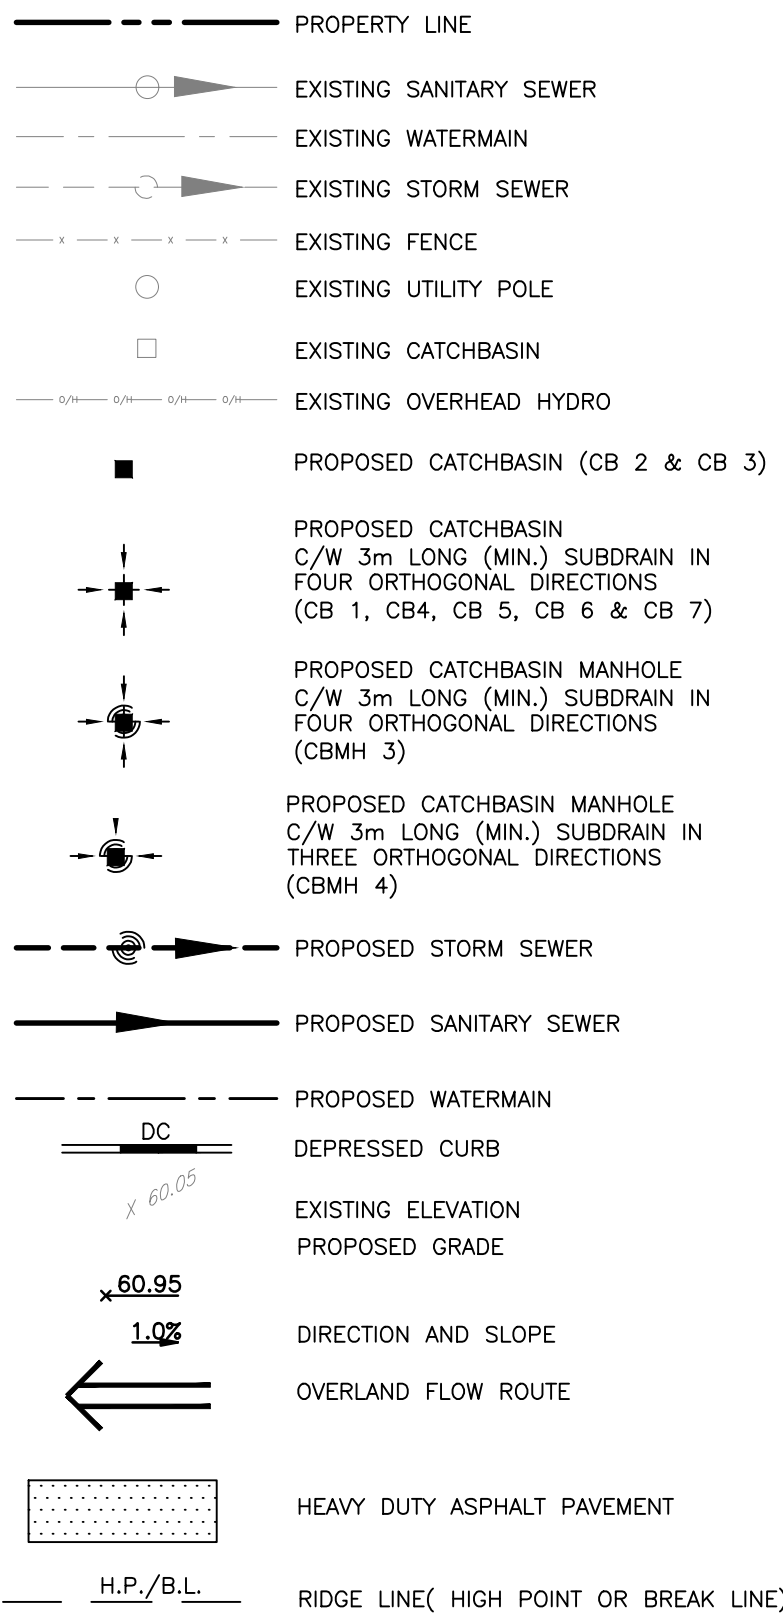 PROPERTY LINE
EXISTING SANITARY SEWER
EXISTING WATERMAIN
EXISTING STORM SEWER
x x x x EXISTING FENCE
EXISTING UTILITY POLE
EXISTING CATCHBASIN
O/H O/H O/H O/H EXISTING OVERHEAD HYDRO
PROPOSED CATCHBASIN (CB 2 & CB 3)
PROPOSED CATCHBASIN
C/W 3m LONG (MIN.) SUBDRAIN IN
FOUR ORTHOGONAL DIRECTIONS
(CB 1, CB4, CB 5, CB 6 & CB 7)
PROPOSED CATCHBASIN MANHOLE
C/W 3m LONG (MIN.) SUBDRAIN IN
FOUR ORTHOGONAL DIRECTIONS
(CBMH 3)
PROPOSED CATCHBASIN MANHOLE
C/W 3m LONG (MIN.) SUBDRAIN IN
THREE ORTHOGONAL DIRECTIONS
(CBMH 4)
PROPOSED STORM SEWER
PROPOSED SANITARY SEWER
PROPOSED WATERMAIN
DC
DEPRESSED CURB
x 60.05
EXISTING ELEVATION
PROPOSED GRADE
x 60.95
1.0%
DIRECTION AND SLOPE
OVERLAND FLOW ROUTE
HEAVY DUTY ASPHALT PAVEMENT
H.P./B.L.
RIDGE LINE( HIGH POINT OR BREAK LINE)